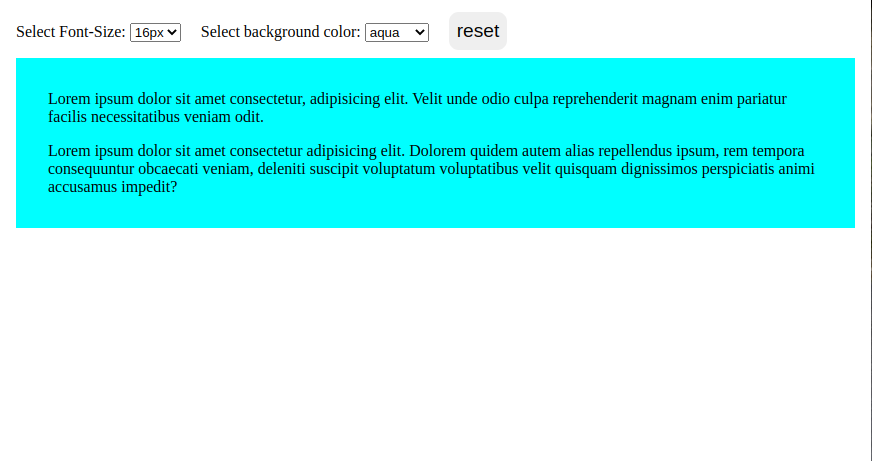 Select Font-Size: 16px Select background color: aqua reset
Lorem ipsum dolor sit amet consectetur, adipisicing elit. Velit unde odio culpa reprehenderit magnam enim pariatur
facilis necessitatibus veniam odit.
Lorem ipsum dolor sit amet consectetur adipisicing elit. Dolorem quidem autem alias repellendus ipsum, rem tempora
consequuntur obcaecati veniam, deleniti suscipit voluptatum voluptatibus velit quisquam dignissimos perspiciatis animi
accusamus impedit?